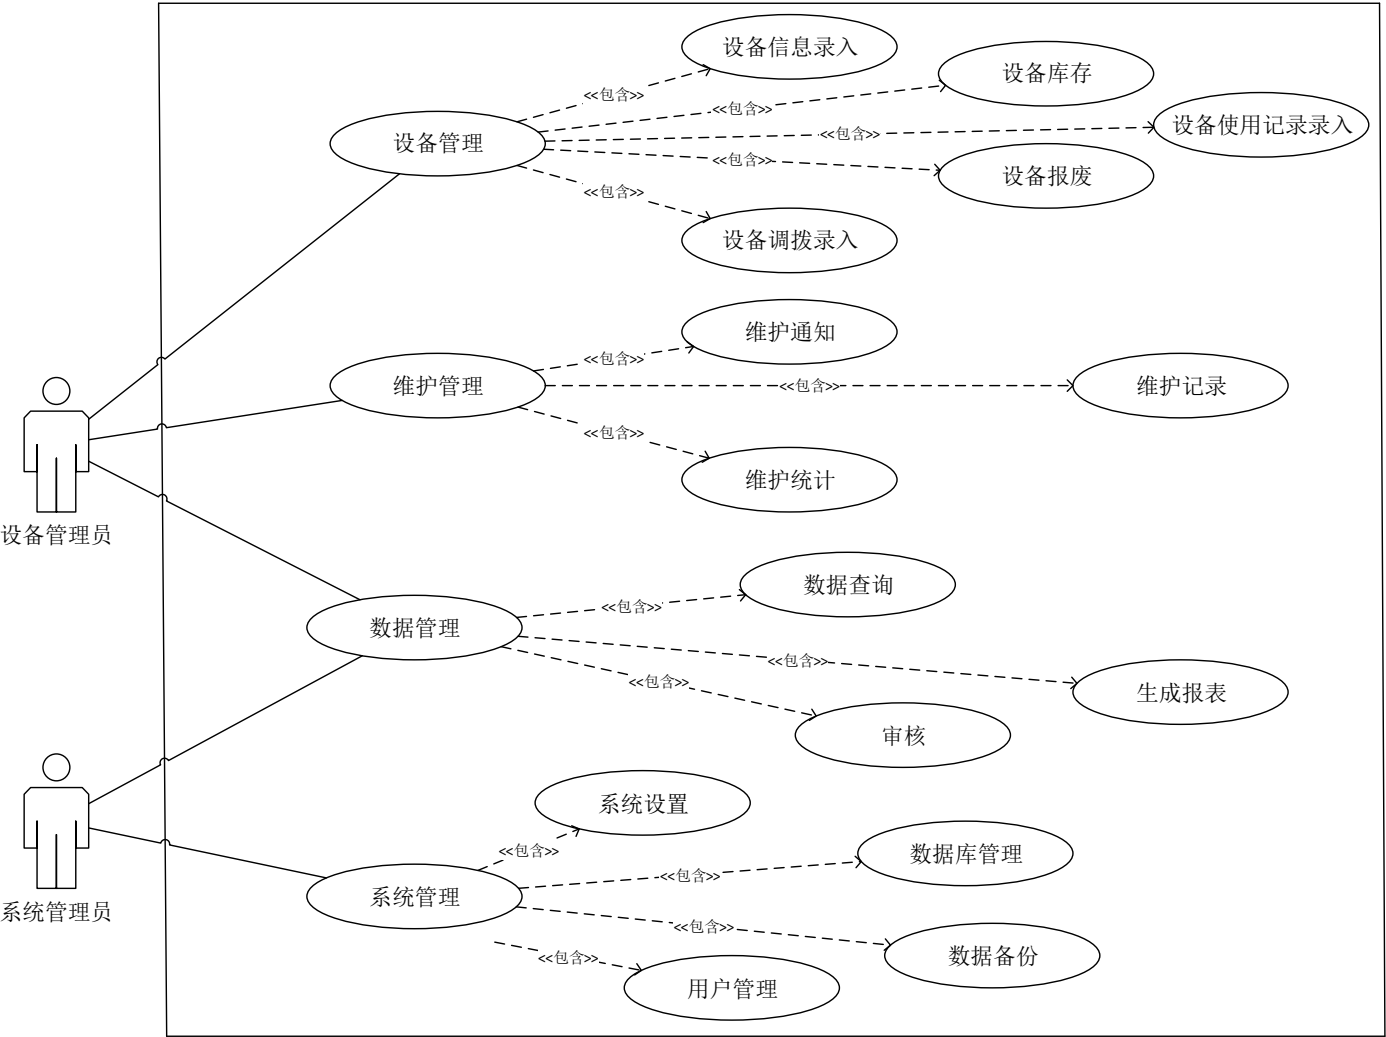 设备信息录入
设备库存
<<包含>>
<<包含>>
设备使用记录录入
<<包含>>
设备管理
<<包含>>
设备报废
<<包含>>
设备调拨录入
维护通知
<<包含>>
维护管理
<<包含>>
维护记录
<<包含>>
维护统计
设备管理员
数据查询
<<包含>>
数据管理
<<包含>>
<<包含>>
生成报表
审核
系统设置
<<包含>>
数据库管理
<<包含>>
系统管理
系统管理员
<<包含>>
数据备份
<<包含>>
用户管理